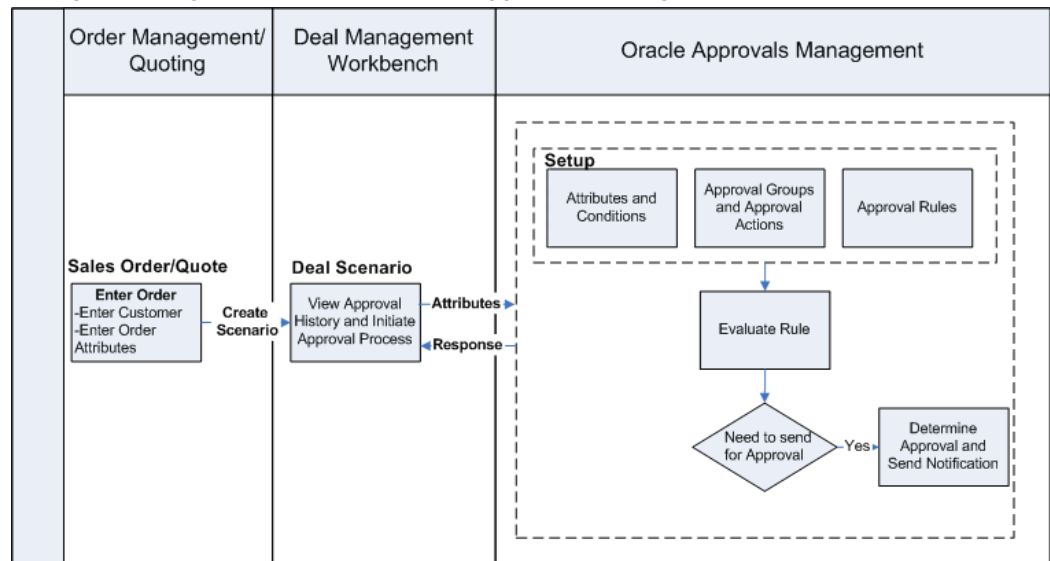 Order Management/
Quoting
Deal Management
Workbench
Oracle Approvals Management
Setup
Attributes and
Conditions
Approval Groups
and Approval
Actions
Approval Rules
Sales Order/Quote
Enter Order
-Enter Customer
-Enter Order
Attributes
Create
Scenario
Deal Scenario
View Approval
History and Initiate
Approval Process
Attributes
Response
Evaluate Rule
Need to send
for Approval
Yes
Determine
Approval and
Send Notification